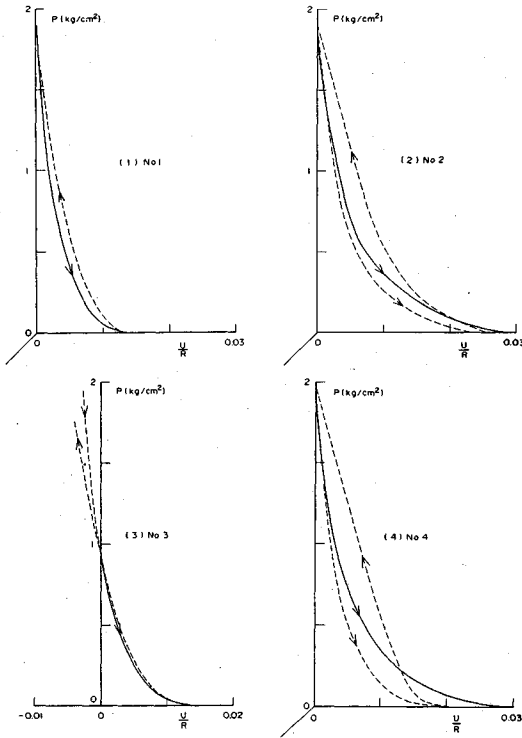 2
P (kg/cm²)
1
(1) No 1
0
0
U/R
0.03
2
P (kg/cm²)
1
(2) No 2
0
0
U/R
0.03
2
P (kg/cm²)
1
(3) No 3
0
-0.01
0
U/R
0.02
2
P (kg/cm²)
1
(4) No 4
0
0
U/R
0.03